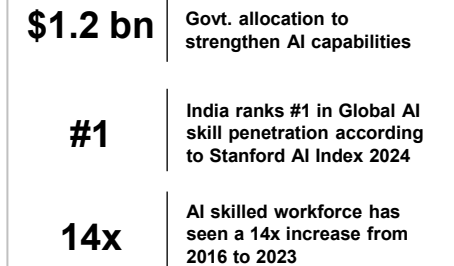 $1.2 bn
Govt. allocation to
strengthen AI capabilities
#1
India ranks #1 in Global AI
skill penetration according
to Stanford AI Index 2024
14x
AI skilled workforce has
seen a 14x increase from
2016 to 2023